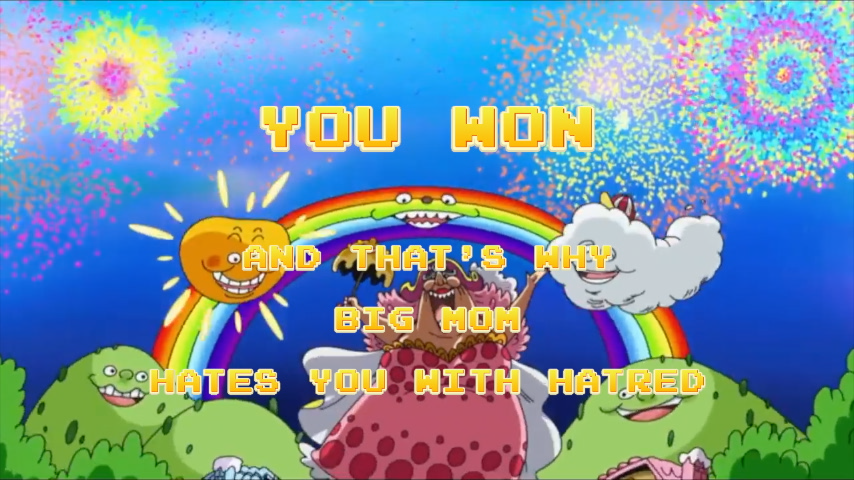 YOU WON
AND THAT'S WHY
BIG MOM
HATES YOU WITH HATRED